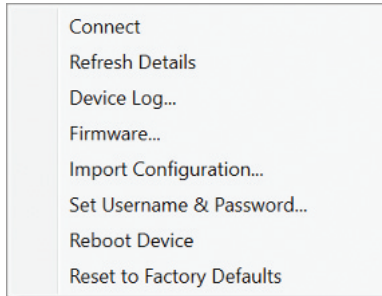 Connect
Refresh Details
Device Log...
Firmware...
Import Configuration...
Set Username & Password...
Reboot Device
Reset to Factory Defaults